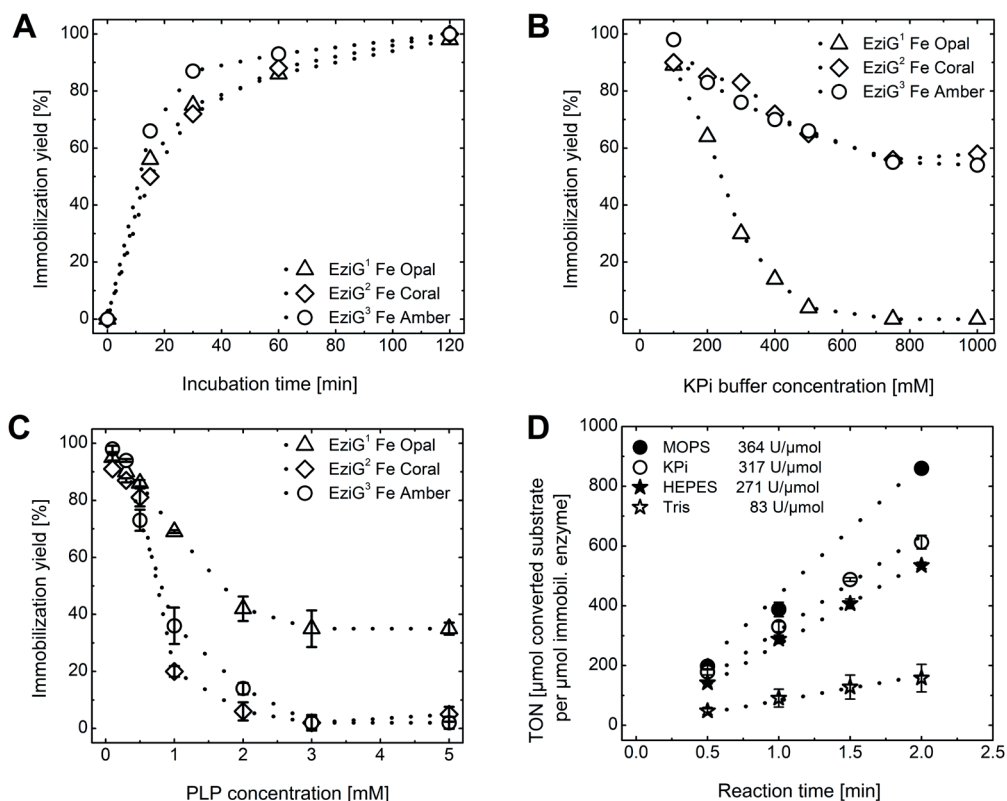 A
Immobilization yield [%]
100
80
60
40
20
0
EziG¹ Fe Opal
EziG² Fe Coral
EziG³ Fe Amber
0 20 40 60 80 100 120
Incubation time [min]
B
Immobilization yield [%]
100
80
60
40
20
0
EziG¹ Fe Opal
EziG² Fe Coral
EziG³ Fe Amber
200 400 600 800 1000
KPi buffer concentration [mM]
C
Immobilization yield [%]
100
80
60
40
20
0
EziG¹ Fe Opal
EziG² Fe Coral
EziG³ Fe Amber
0 1 2 3 4 5
PLP concentration [mM]
D
TON [µmol converted substrate
per µmol immobil. enzyme]
1000
800
600
400
200
0
MOPS 364 U/µmol
KPi 317 U/µmol
HEPES 271 U/µmol
Tris 83 U/µmol
0.0 0.5 1.0 1.5 2.0 2.5
Reaction time [min]